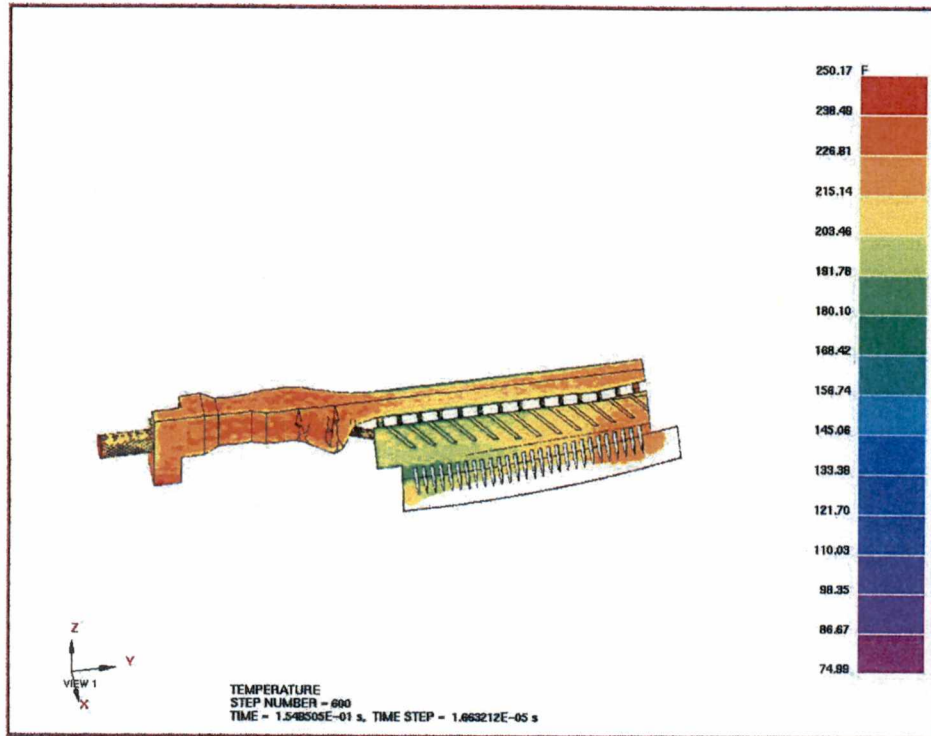 250.17 F
238.49
226.81
215.14
203.46
191.78
180.10
168.42
156.74
145.06
133.38
121.70
110.03
98.35
86.67
74.99
Z
Y
VIEW 1
X
TEMPERATURE
STEP NUMBER = 600
TIME = 1.548505E-01 s, TIME STEP = 1.663212E-05 s